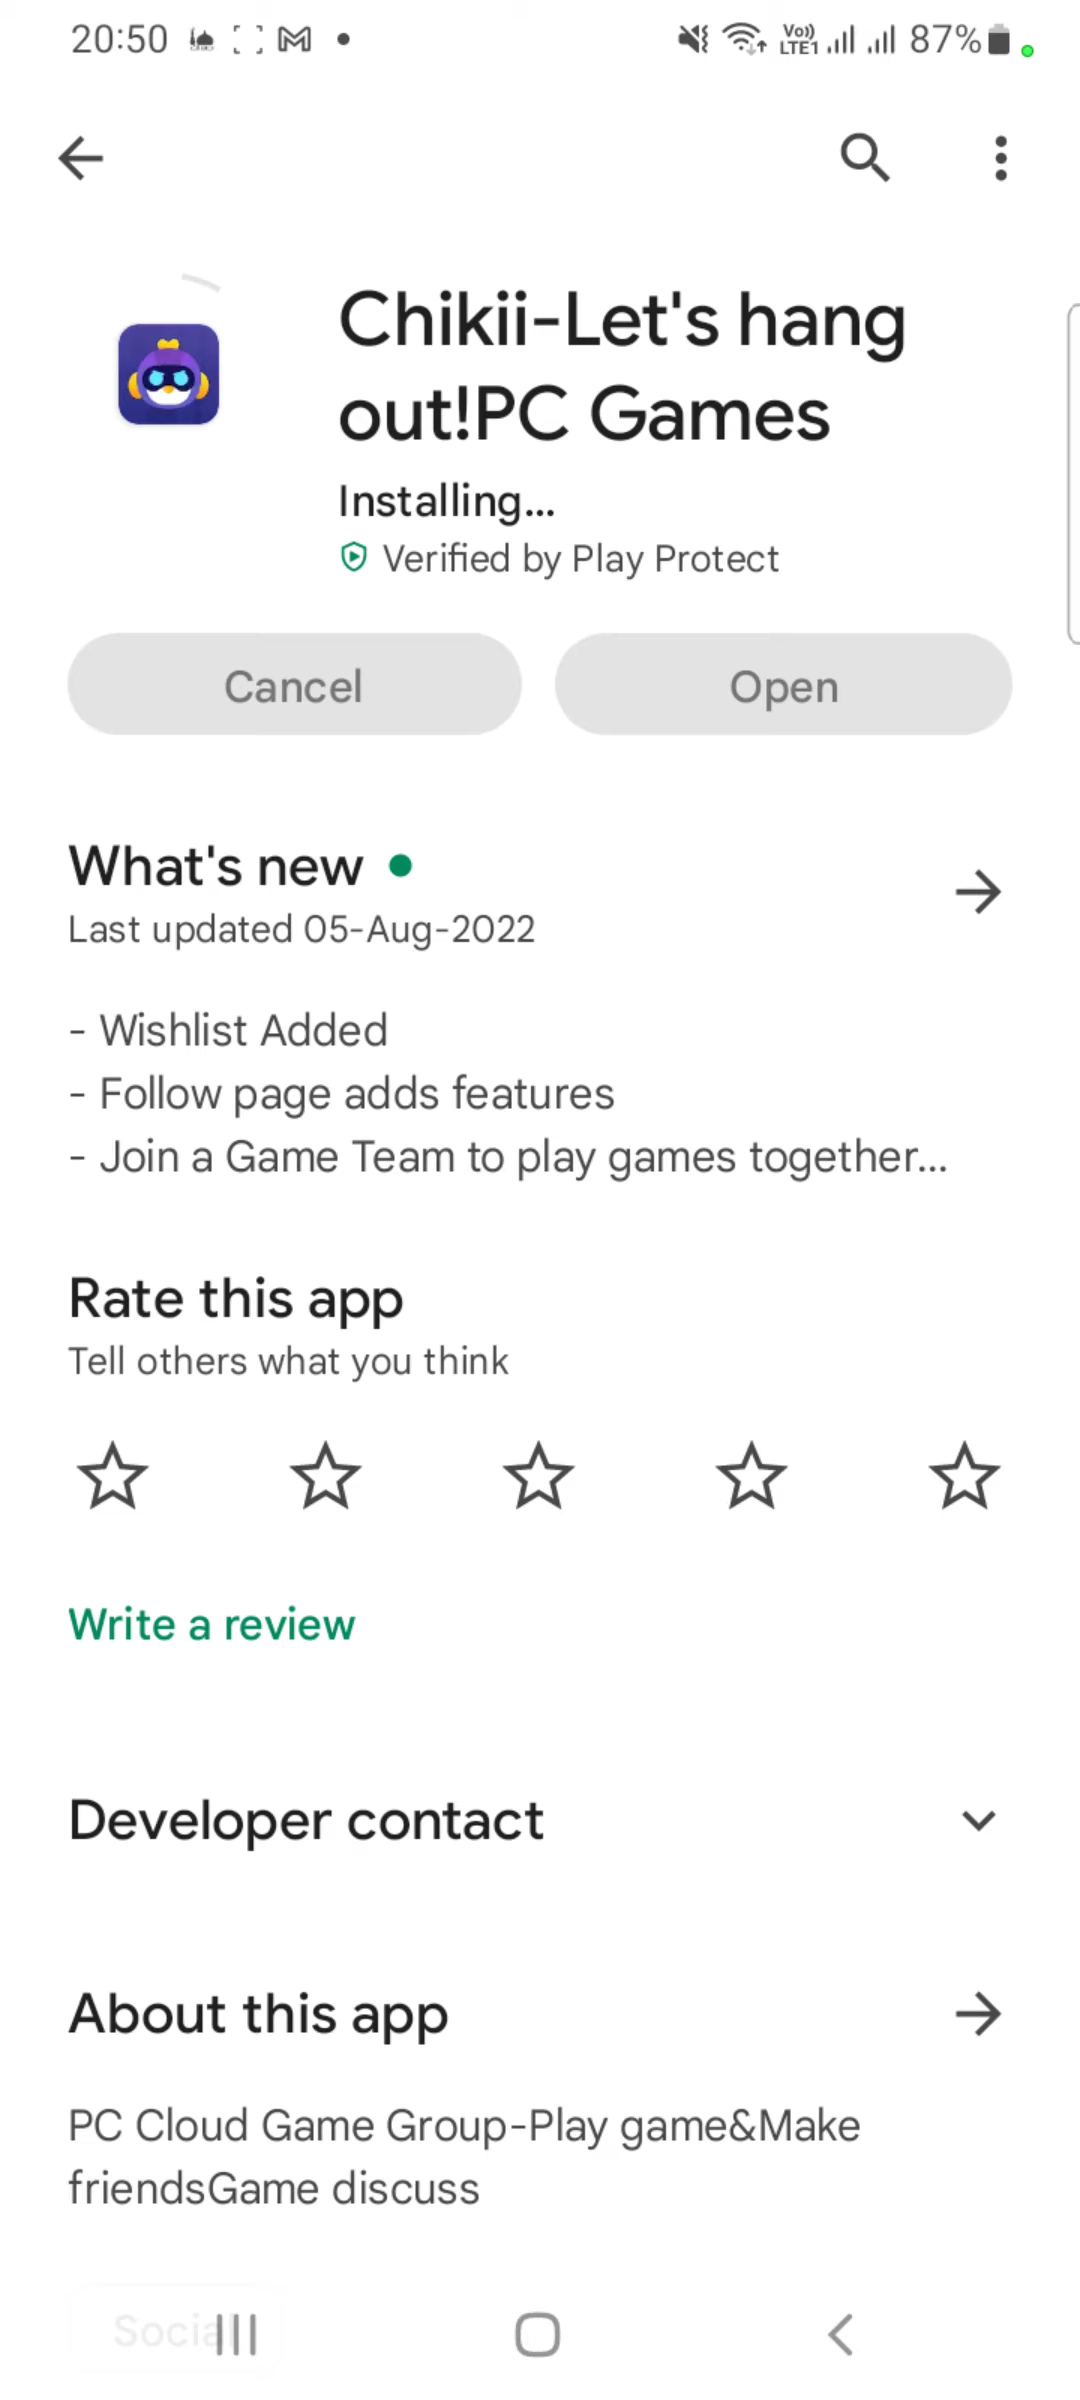 20:50
Vo)) LTE1 87%
Chikii-Let's hang
out!PC Games
Installing...
Verified by Play Protect
Cancel
Open
What's new
Last updated 05-Aug-2022
- Wishlist Added
- Follow page adds features
- Join a Game Team to play games together...
Rate this app
Tell others what you think
Write a review
Developer contact
About this app
PC Cloud Game Group-Play game&Make
friendsGame discuss
Social